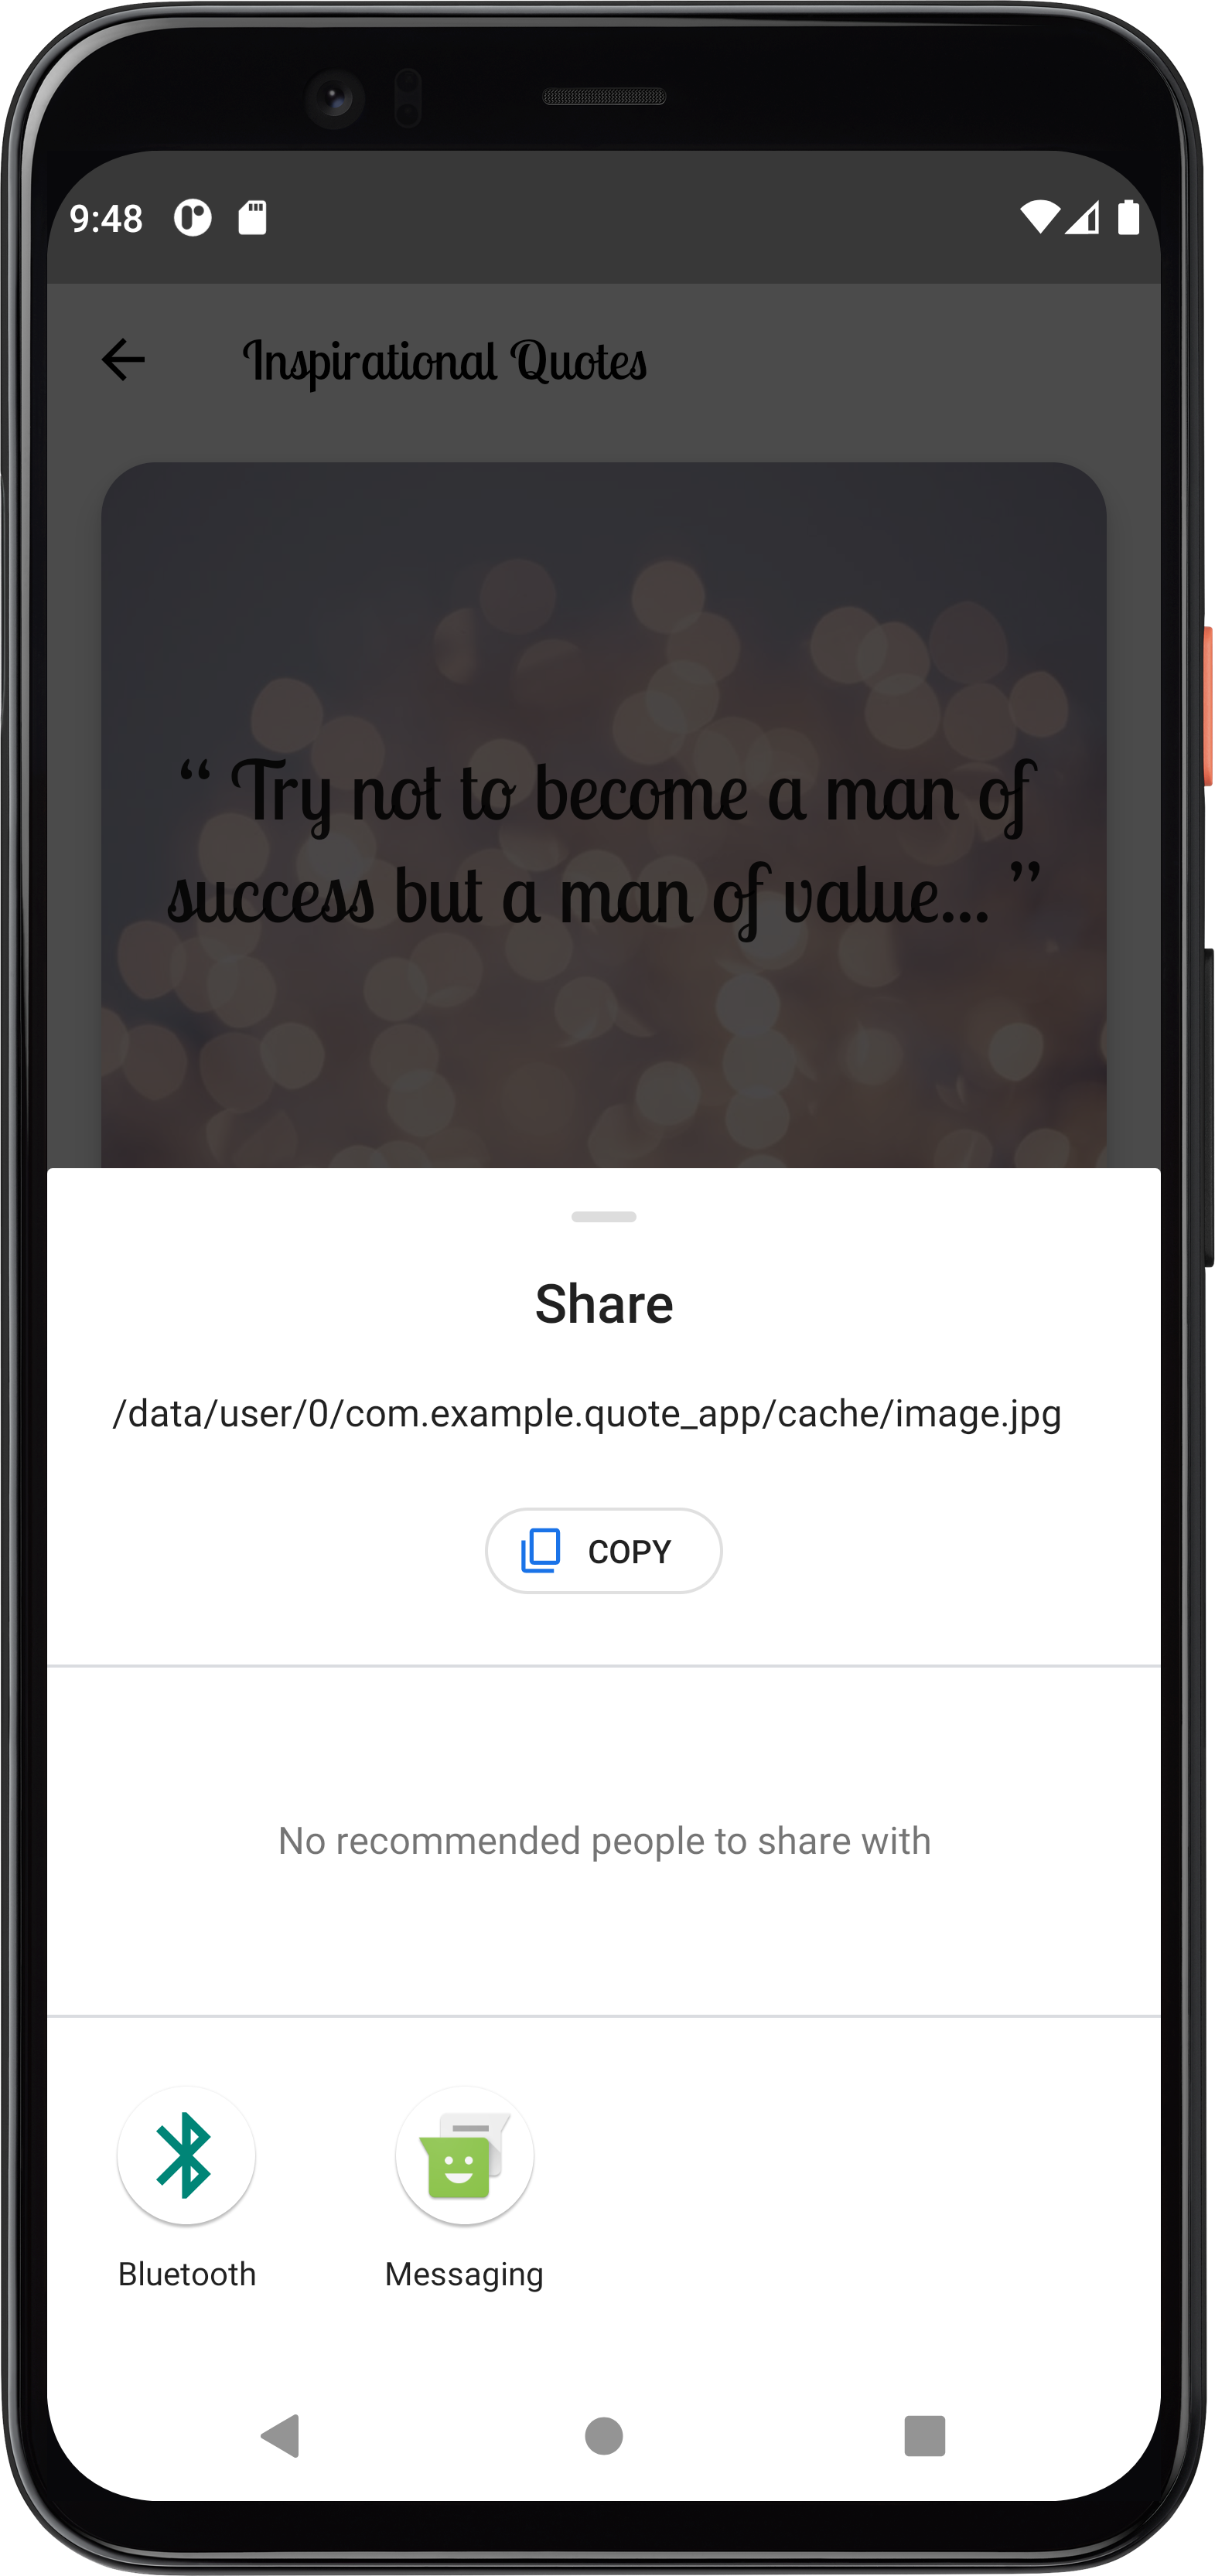 9:48
Inspirational Quotes
“ Try not to become a man of
success but a man of value... ”
Share
/data/user/0/com.example.quote_app/cache/image.jpg
COPY
No recommended people to share with
Bluetooth
Messaging